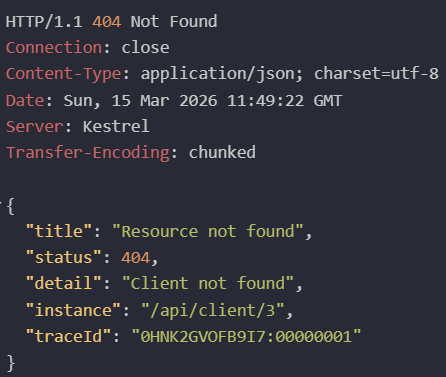 HTTP/1.1 404 Not Found
Connection: close
Content-Type: application/json; charset=utf-8
Date: Sun, 15 Mar 2026 11:49:22 GMT
Server: Kestrel
Transfer-Encoding: chunked
{
"title": "Resource not found",
"status": 404,
"detail": "Client not found",
"instance": "/api/client/3",
"traceId": "0HNK2GVOFB9I7:00000001"
}